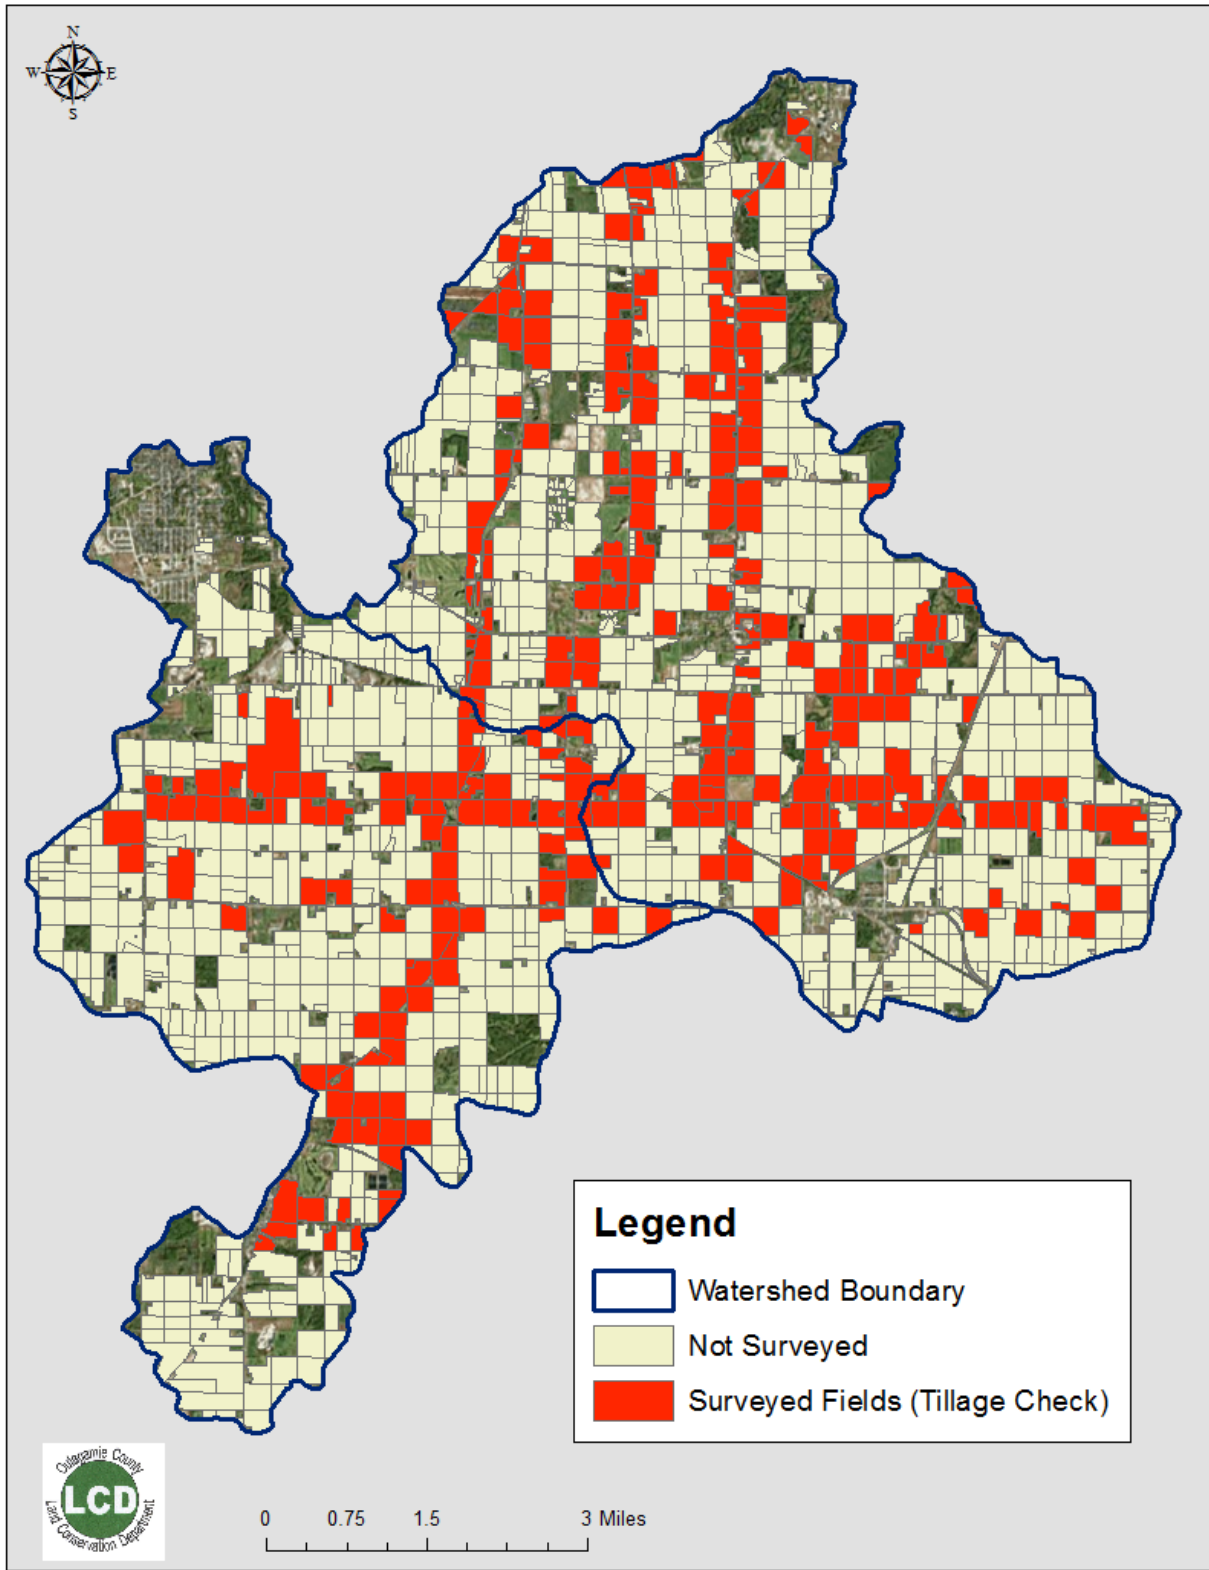 N
W E
S
Legend
Watershed Boundary
Not Surveyed
Surveyed Fields (Tillage Check)
Outagamie County
LCD
Land Conservation Department
0 0.75 1.5 3 Miles